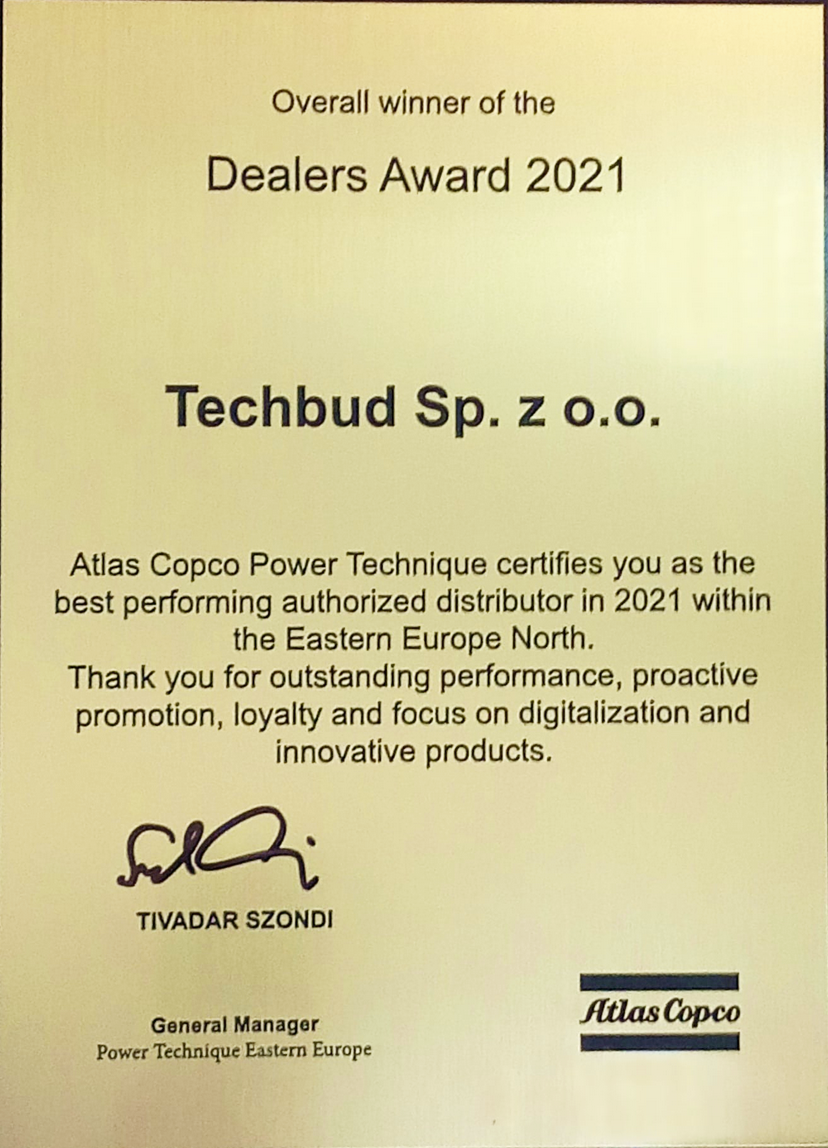 Overall winner of the
Dealers Award 2021
Techbud Sp. z o.o.
Atlas Copco Power Technique certifies you as the
best performing authorized distributor in 2021 within
the Eastern Europe North.
Thank you for outstanding performance, proactive
promotion, loyalty and focus on digitalization and
innovative products.
TIVADAR SZONDI
General Manager
Power Technique Eastern Europe
Atlas Copco